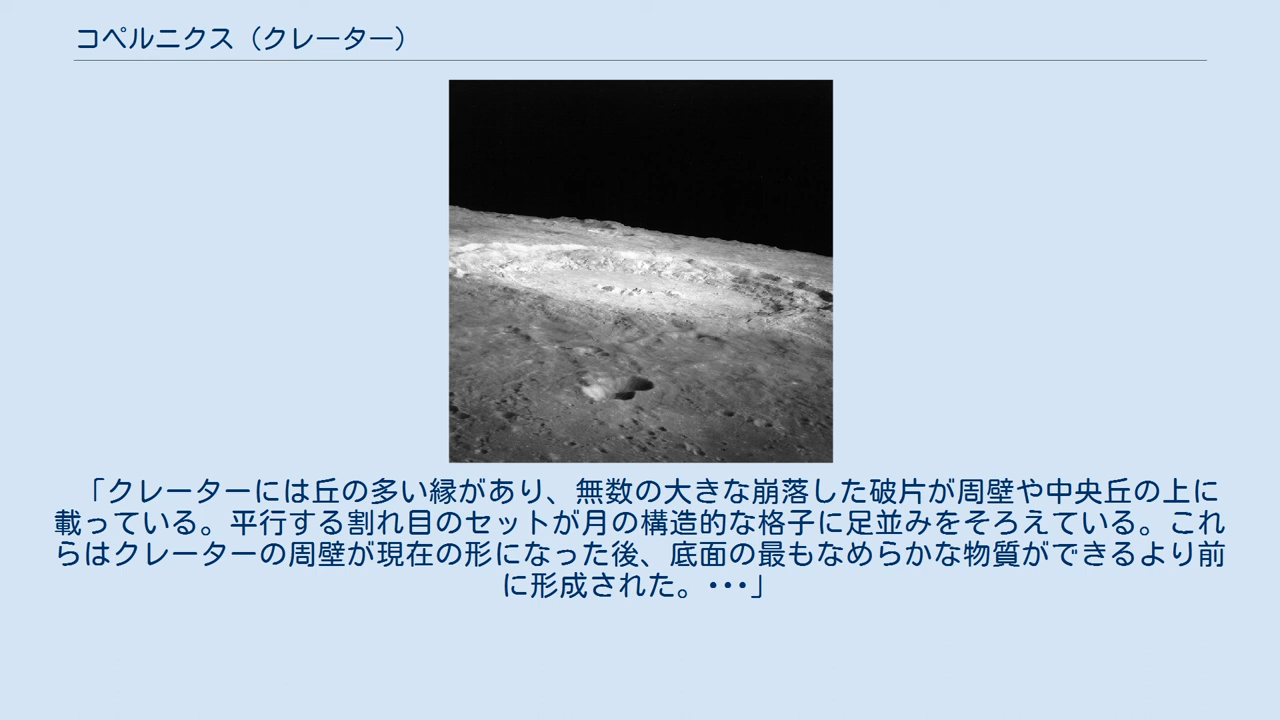 コペルニクス（クレーター）
「クレーターには丘の多い縁があり、無数の大きな崩落した破片が周壁や中央丘の上に
載っている。平行する割れ目のセットが月の構造的な格子に足並みをそろえている。これ
らはクレーターの周壁が現在の形になった後、底面の最もなめらかな物質ができるより前
に形成された。・・・」